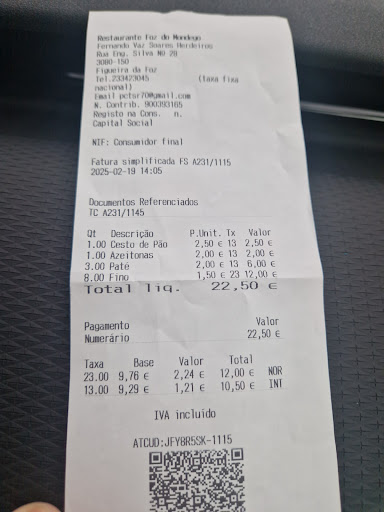 Restaurante Foz do Mondego
Fernando Vaz Soares Herdeiros
Rua Eng. Silva Nº 28
3080-150
Figueira da Foz
Tel.233423045 (taxa fixa
nacional)
Email pctur70@gmail.com
N. Contrib. 900393165
Registo na Cons. n.
Capital Social
NIF: Consumidor final
Fatura simplificada FS A231/1115
2025-02-19 14:05
Documentos Referenciados
TC A231/1145
Qt Descrição P.Unit. Tx Valor
1.00 Cesto de Pão 2,50 € 13 2,50 €
1.00 Azeitonas 2,00 € 13 2,00 €
3.00 Paté 2,00 € 13 6,00 €
8.00 Fino 1,50 € 23 12,00 €
Total liq. 22,50 €
Pagamento Valor
Numerário 22,50 €
Taxa Base Valor Total
23.00 9,76 € 2,24 € 12,00 € NOR
13.00 9,29 € 1,21 € 10,50 € INT
IVA incluído
ATCUD:JFY8R5SK-1115